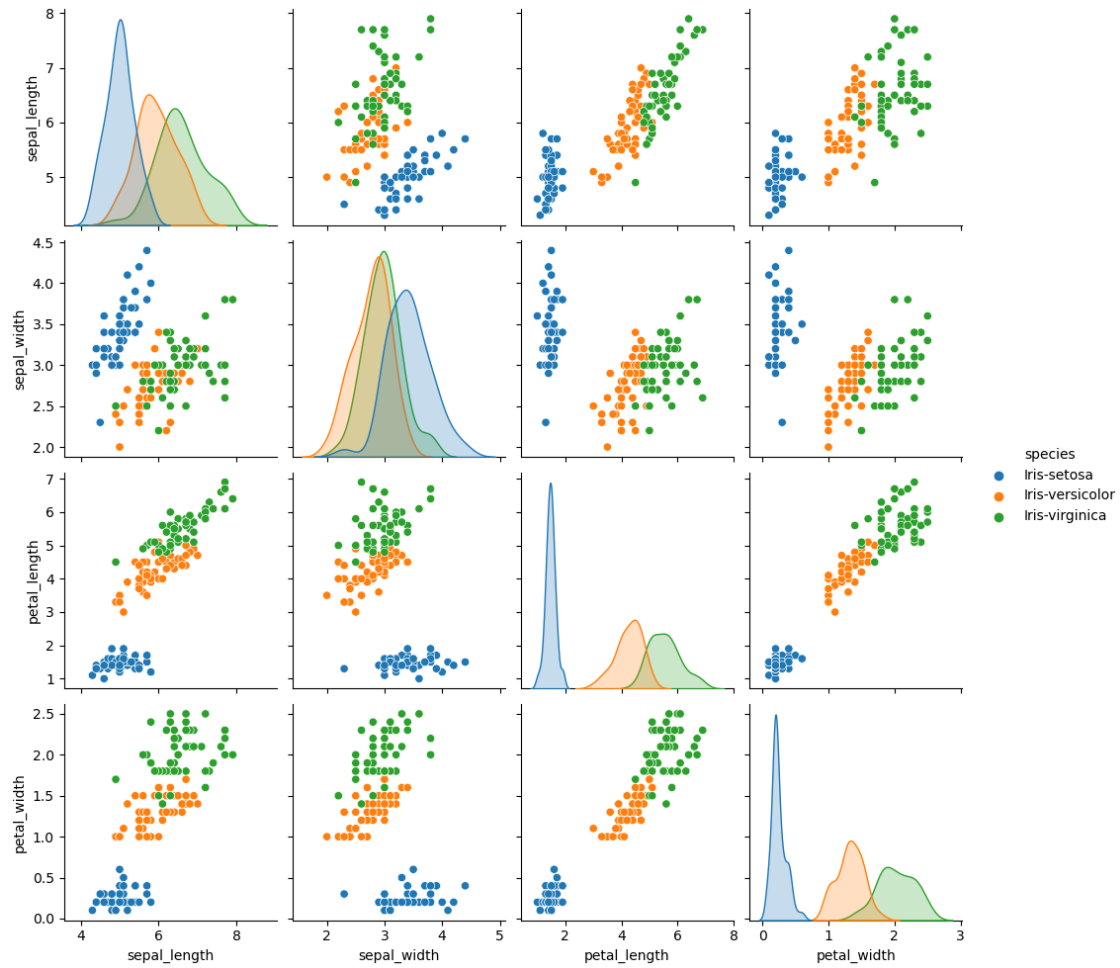 8
7
6
5
sepal_length
4.5
4.0
3.5
3.0
2.5
2.0
sepal_width
species
Iris-setosa
Iris-versicolor
Iris-virginica
7
6
5
4
3
2
1
petal_length
2.5
2.0
1.5
1.0
0.5
0.0
petal_width
4 6 8
2 3 4 5
2 4 6 8
0 1 2 3
sepal_length
sepal_width
petal_length
petal_width